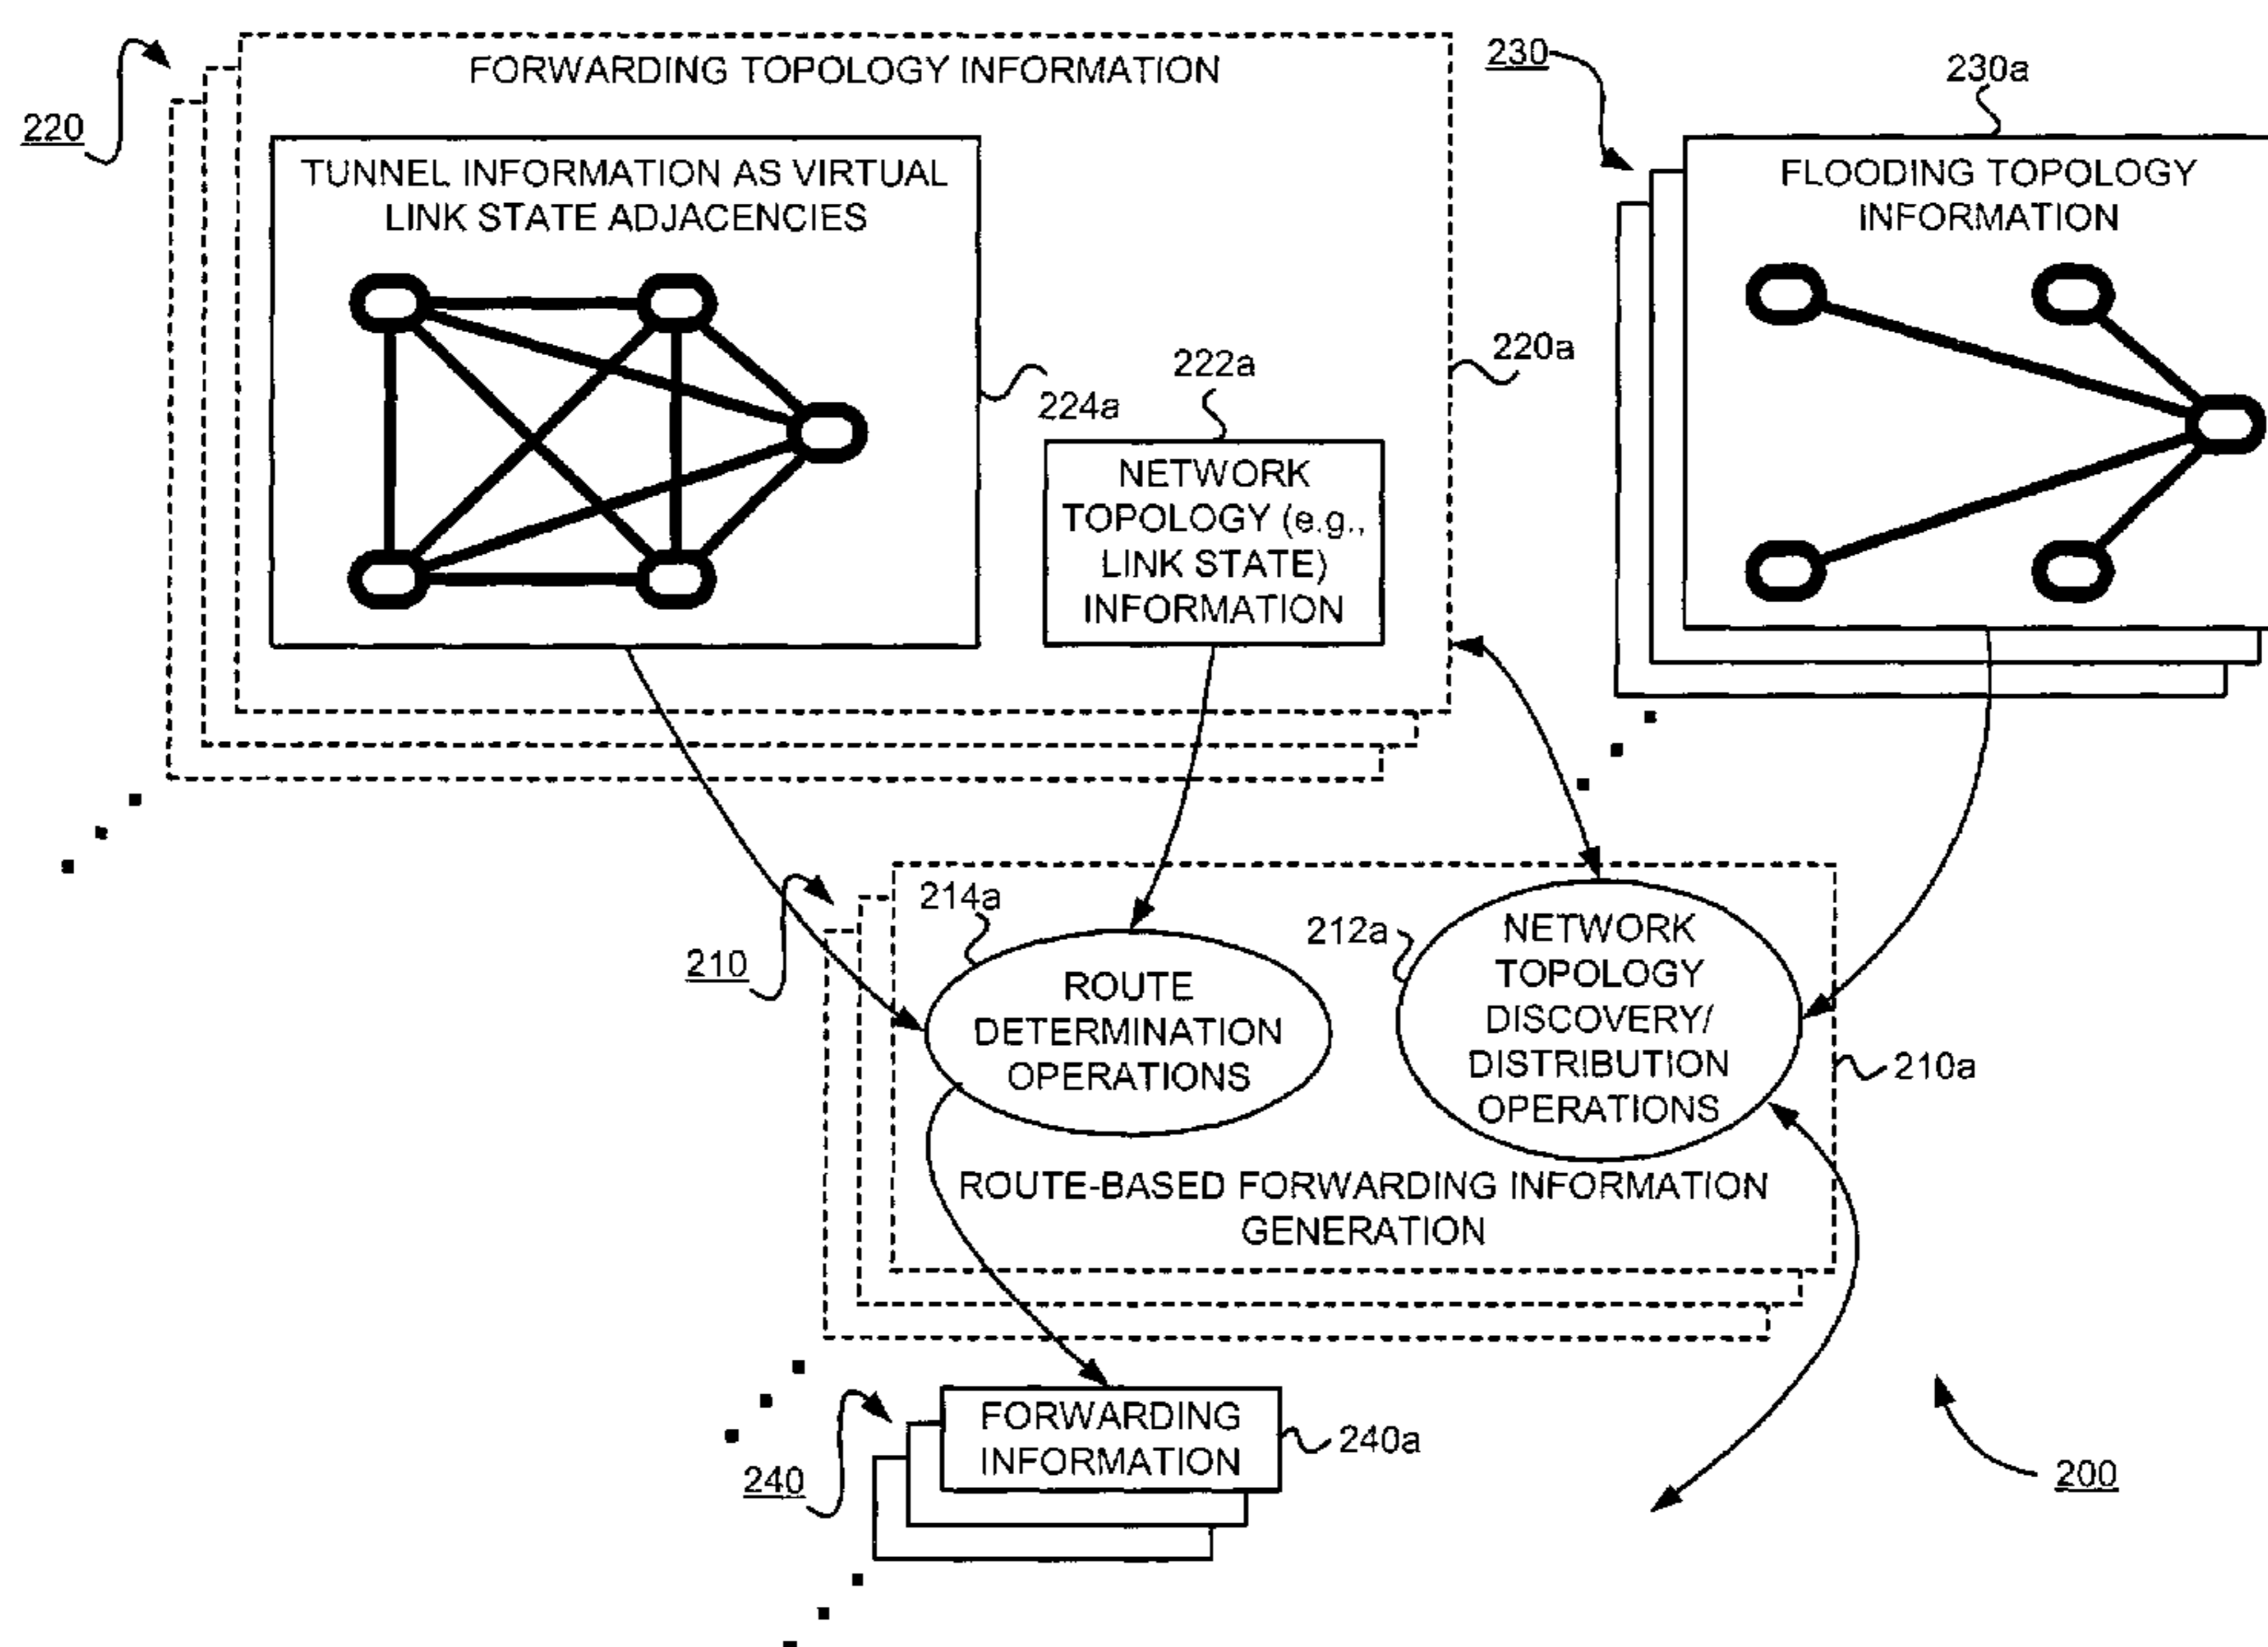 220
FORWARDING TOPOLOGY INFORMATION
TUNNEL INFORMATION AS VIRTUAL
LINK STATE ADJACENCIES
224a
222a
NETWORK
TOPOLOGY (e.g.,
LINK STATE)
INFORMATION
220a
230
230a
FLOODING TOPOLOGY
INFORMATION
210
214a
ROUTE
DETERMINATION
OPERATIONS
212a
NETWORK
TOPOLOGY
DISCOVERY/
DISTRIBUTION
OPERATIONS
210a
ROUTE-BASED FORWARDING INFORMATION
GENERATION
240
FORWARDING
INFORMATION
240a
200